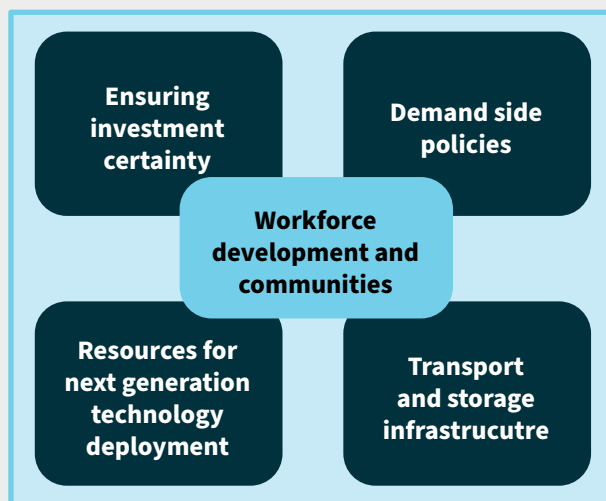 Ensuring
investment
certainty
Demand side
policies
Workforce
development and
communities
Resources for
next generation
technology
deployment
Transport
and storage
infrastrucutre